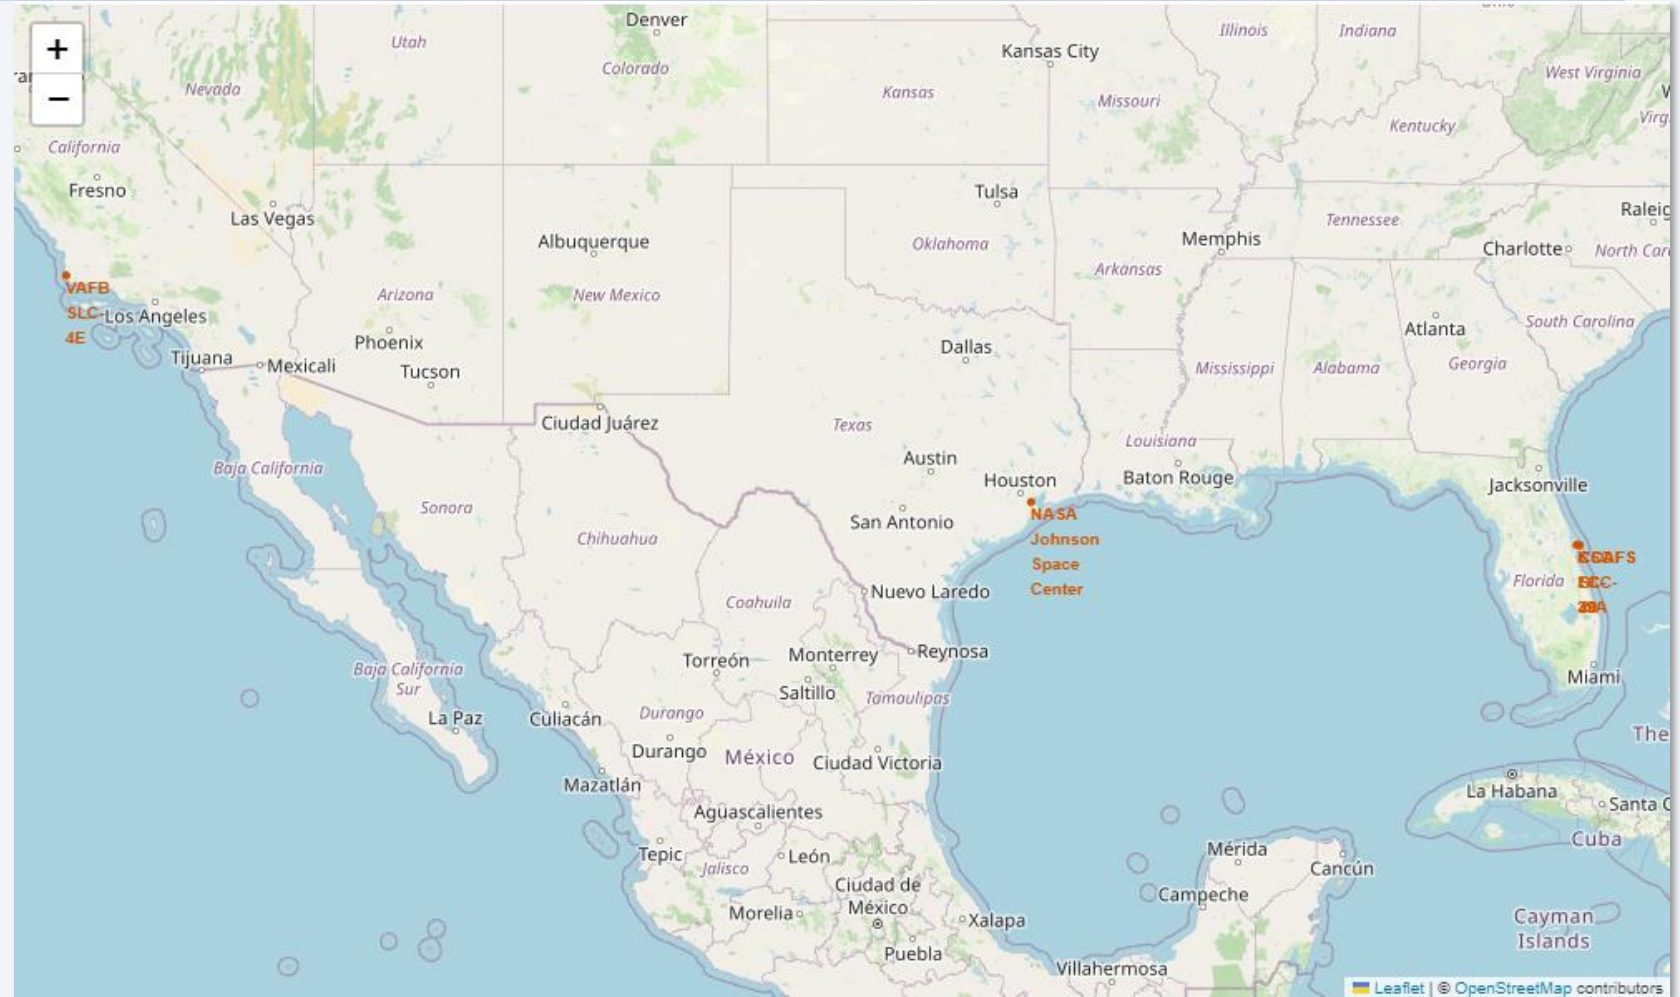 Denver
Utah
Illinois
Indiana
+
Kansas City
Colorado
West Virginia
Nevada
−
Kansas
Missouri
Kentucky
California
Fresno
Tulsa
Las Vegas
Tennessee
Memphis
Albuquerque
Oklahoma
Charlotte
Arkansas
VAFB
SLC-
4E
Los Angeles
Arizona
New Mexico
South Carolina
Atlanta
Phoenix
Dallas
Tijuana
Mexicali
Tucson
Mississippi
Alabama
Georgia
Ciudad Juárez
Texas
Louisiana
Austin
Baja California
Houston
Baton Rouge
Jacksonville
Sonora
San Antonio
NASA
Johnson
Space
Center
Chihuahua
Florida
Nuevo Laredo
Coahuila
Reynosa
Monterrey
Torreón
Baja California
Sur
Miami
Saltillo
Tamaulipas
La Paz
Culiacán
Durango
The
Durango
México
Ciudad Victoria
Mazatlán
La Habana
Aguascalientes
Cuba
Tepic
León
Jalisco
Mérida
Cancún
Ciudad de
México
Campeche
Morelia
Xalapa
Cayman
Islands
Puebla
Villahermosa
Leaflet | © OpenStreetMap contributors